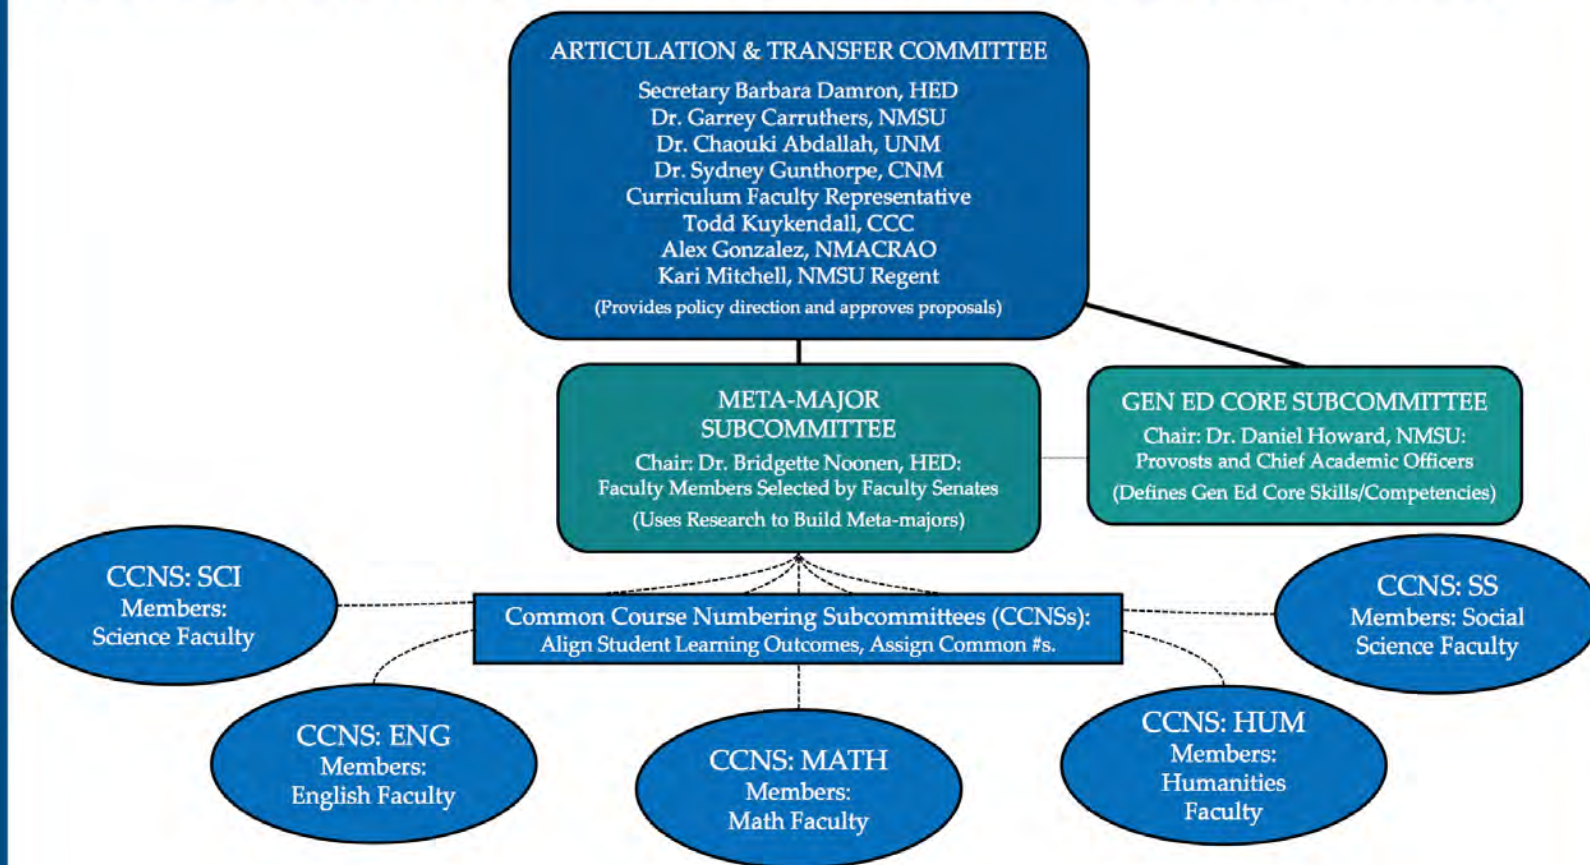 ARTICULATION & TRANSFER COMMITTEE
Secretary Barbara Damron, HED
Dr. Garrey Carruthers, NMSU
Dr. Chaouki Abdallah, UNM
Dr. Sydney Gunthorpe, CNM
Curriculum Faculty Representative
Todd Kuykendall, CCC
Alex Gonzalez, NMACRAO
Kari Mitchell, NMSU Regent
(Provides policy direction and approves proposals)
META-MAJOR
SUBCOMMITTEE
Chair: Dr. Bridgette Noonen, HED:
Faculty Members Selected by Faculty Senates
(Uses Research to Build Meta-majors)
GEN ED CORE SUBCOMMITTEE
Chair: Dr. Daniel Howard, NMSU:
Provosts and Chief Academic Officers
(Defines Gen Ed Core Skills/Competencies)
CCNS: SCI
Members:
Science Faculty
Common Course Numbering Subcommittees (CCNSs):
Align Student Learning Outcomes, Assign Common #s.
CCNS: SS
Members: Social
Science Faculty
CCNS: ENG
Members:
English Faculty
CCNS: MATH
Members:
Math Faculty
CCNS: HUM
Members:
Humanities
Faculty